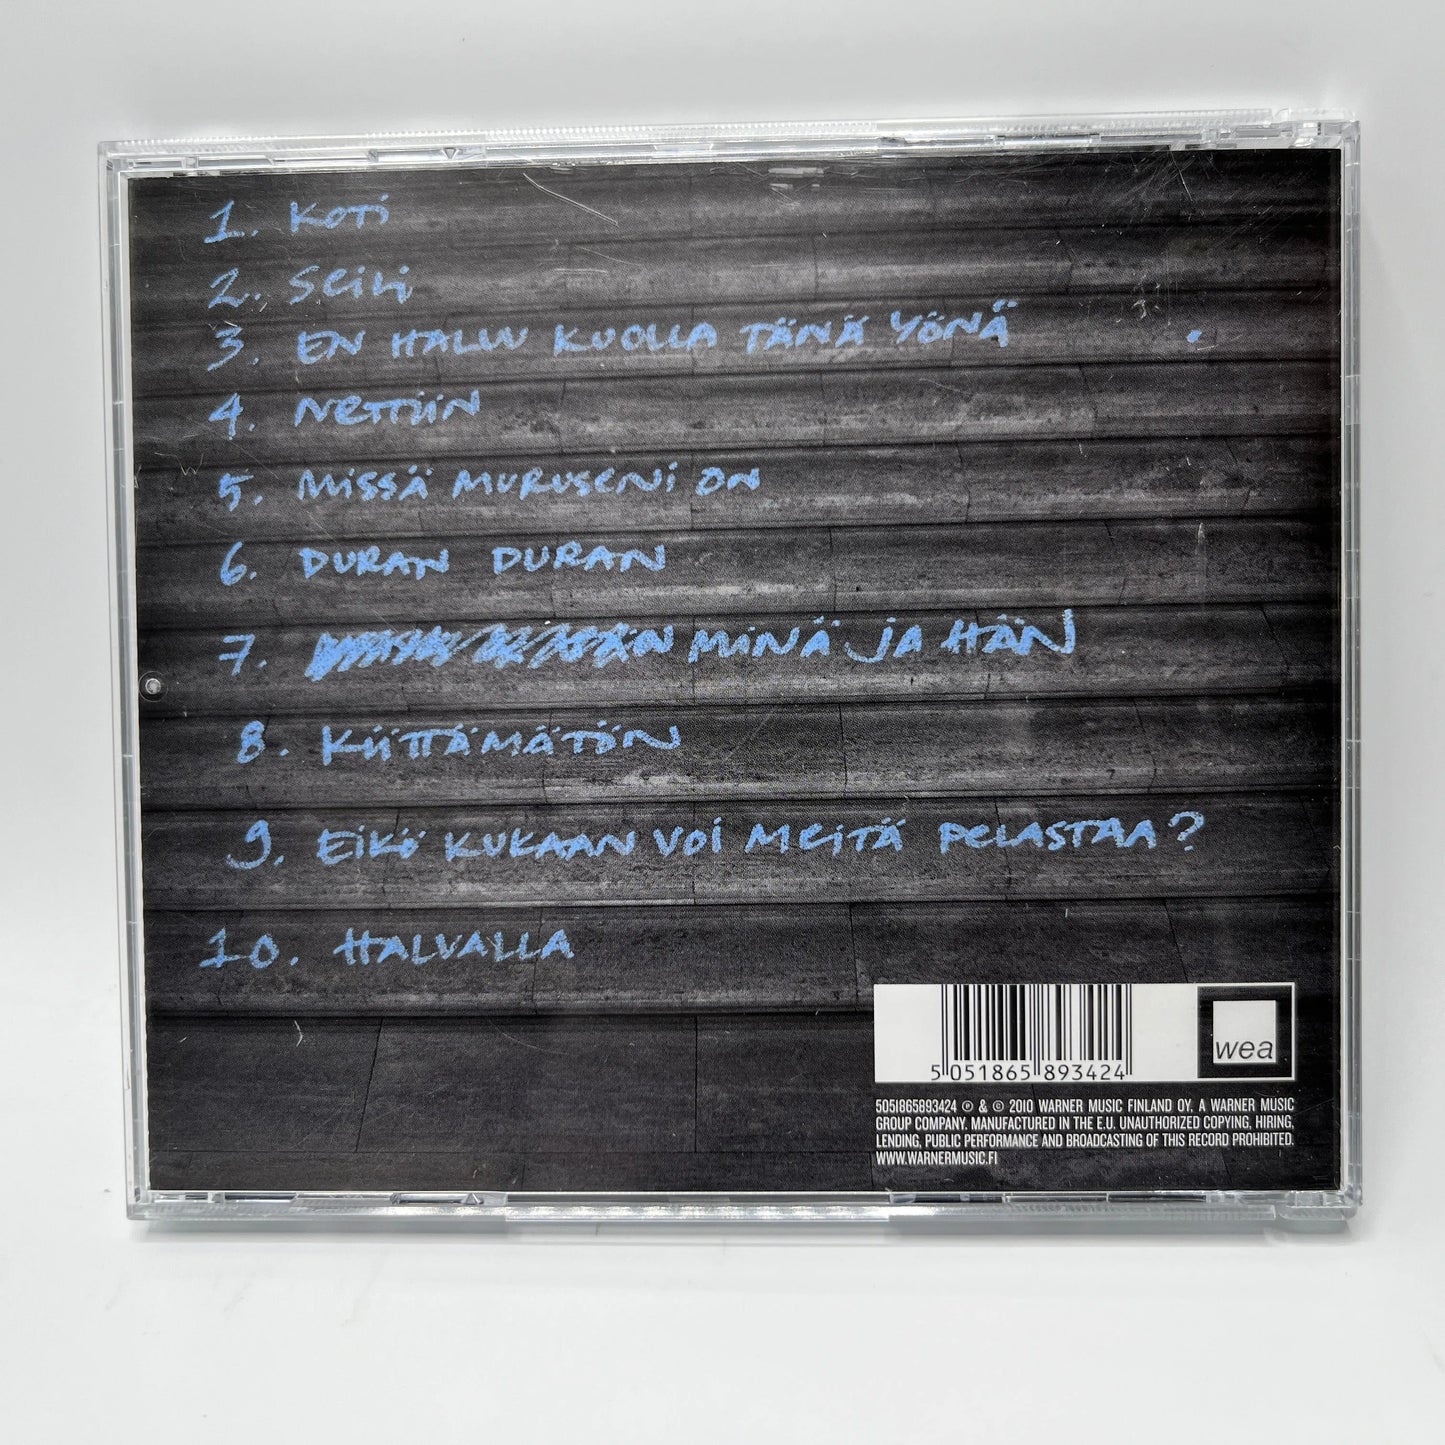 1. KOTi
2. Seili
3. EN HALUU KUOLLA TÄNÄ YÖNÄ
4. NeTTiiN
5. MiSSÄ MURUSeNi ON
6. DURAN DURAN
7. MiNÄ JA HÄN
8. KiiTTÄMÄTÖN
9. EiKÖ KUKAAN VOi MeiTÄ PeLASTAA?
10. HALVALLA
5 051865 893424
wea
5051865893424 ℗ & © 2010 WARNER MUSIC FINLAND OY, A WARNER MUSIC
GROUP COMPANY. MANUFACTURED IN THE E.U. UNAUTHORIZED COPYING, HIRING,
LENDING, PUBLIC PERFORMANCE AND BROADCASTING OF THIS RECORD PROHIBITED.
WWW.WARNERMUSIC.FI